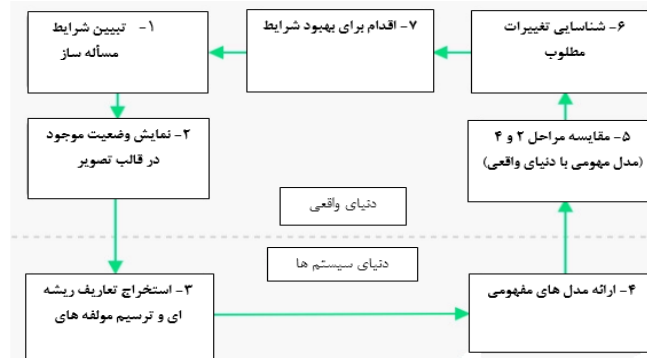 ۱- تبیین شرایط
مسأله ساز
۲- نمایش وضعیت موجود
در قالب تصویر
۳- استخراج تعاریف ریشه
ای و ترسیم مولفه های
۴- ارائه مدل های مفهومی
۵- مقایسه مراحل ۲ و ۴
(مدل مهومی با دنیای واقعی)
۶- شناسایی تغییرات
مطلوب
۷- اقدام برای بهبود شرایط
دنیای واقعی
دنیای سیستم ها